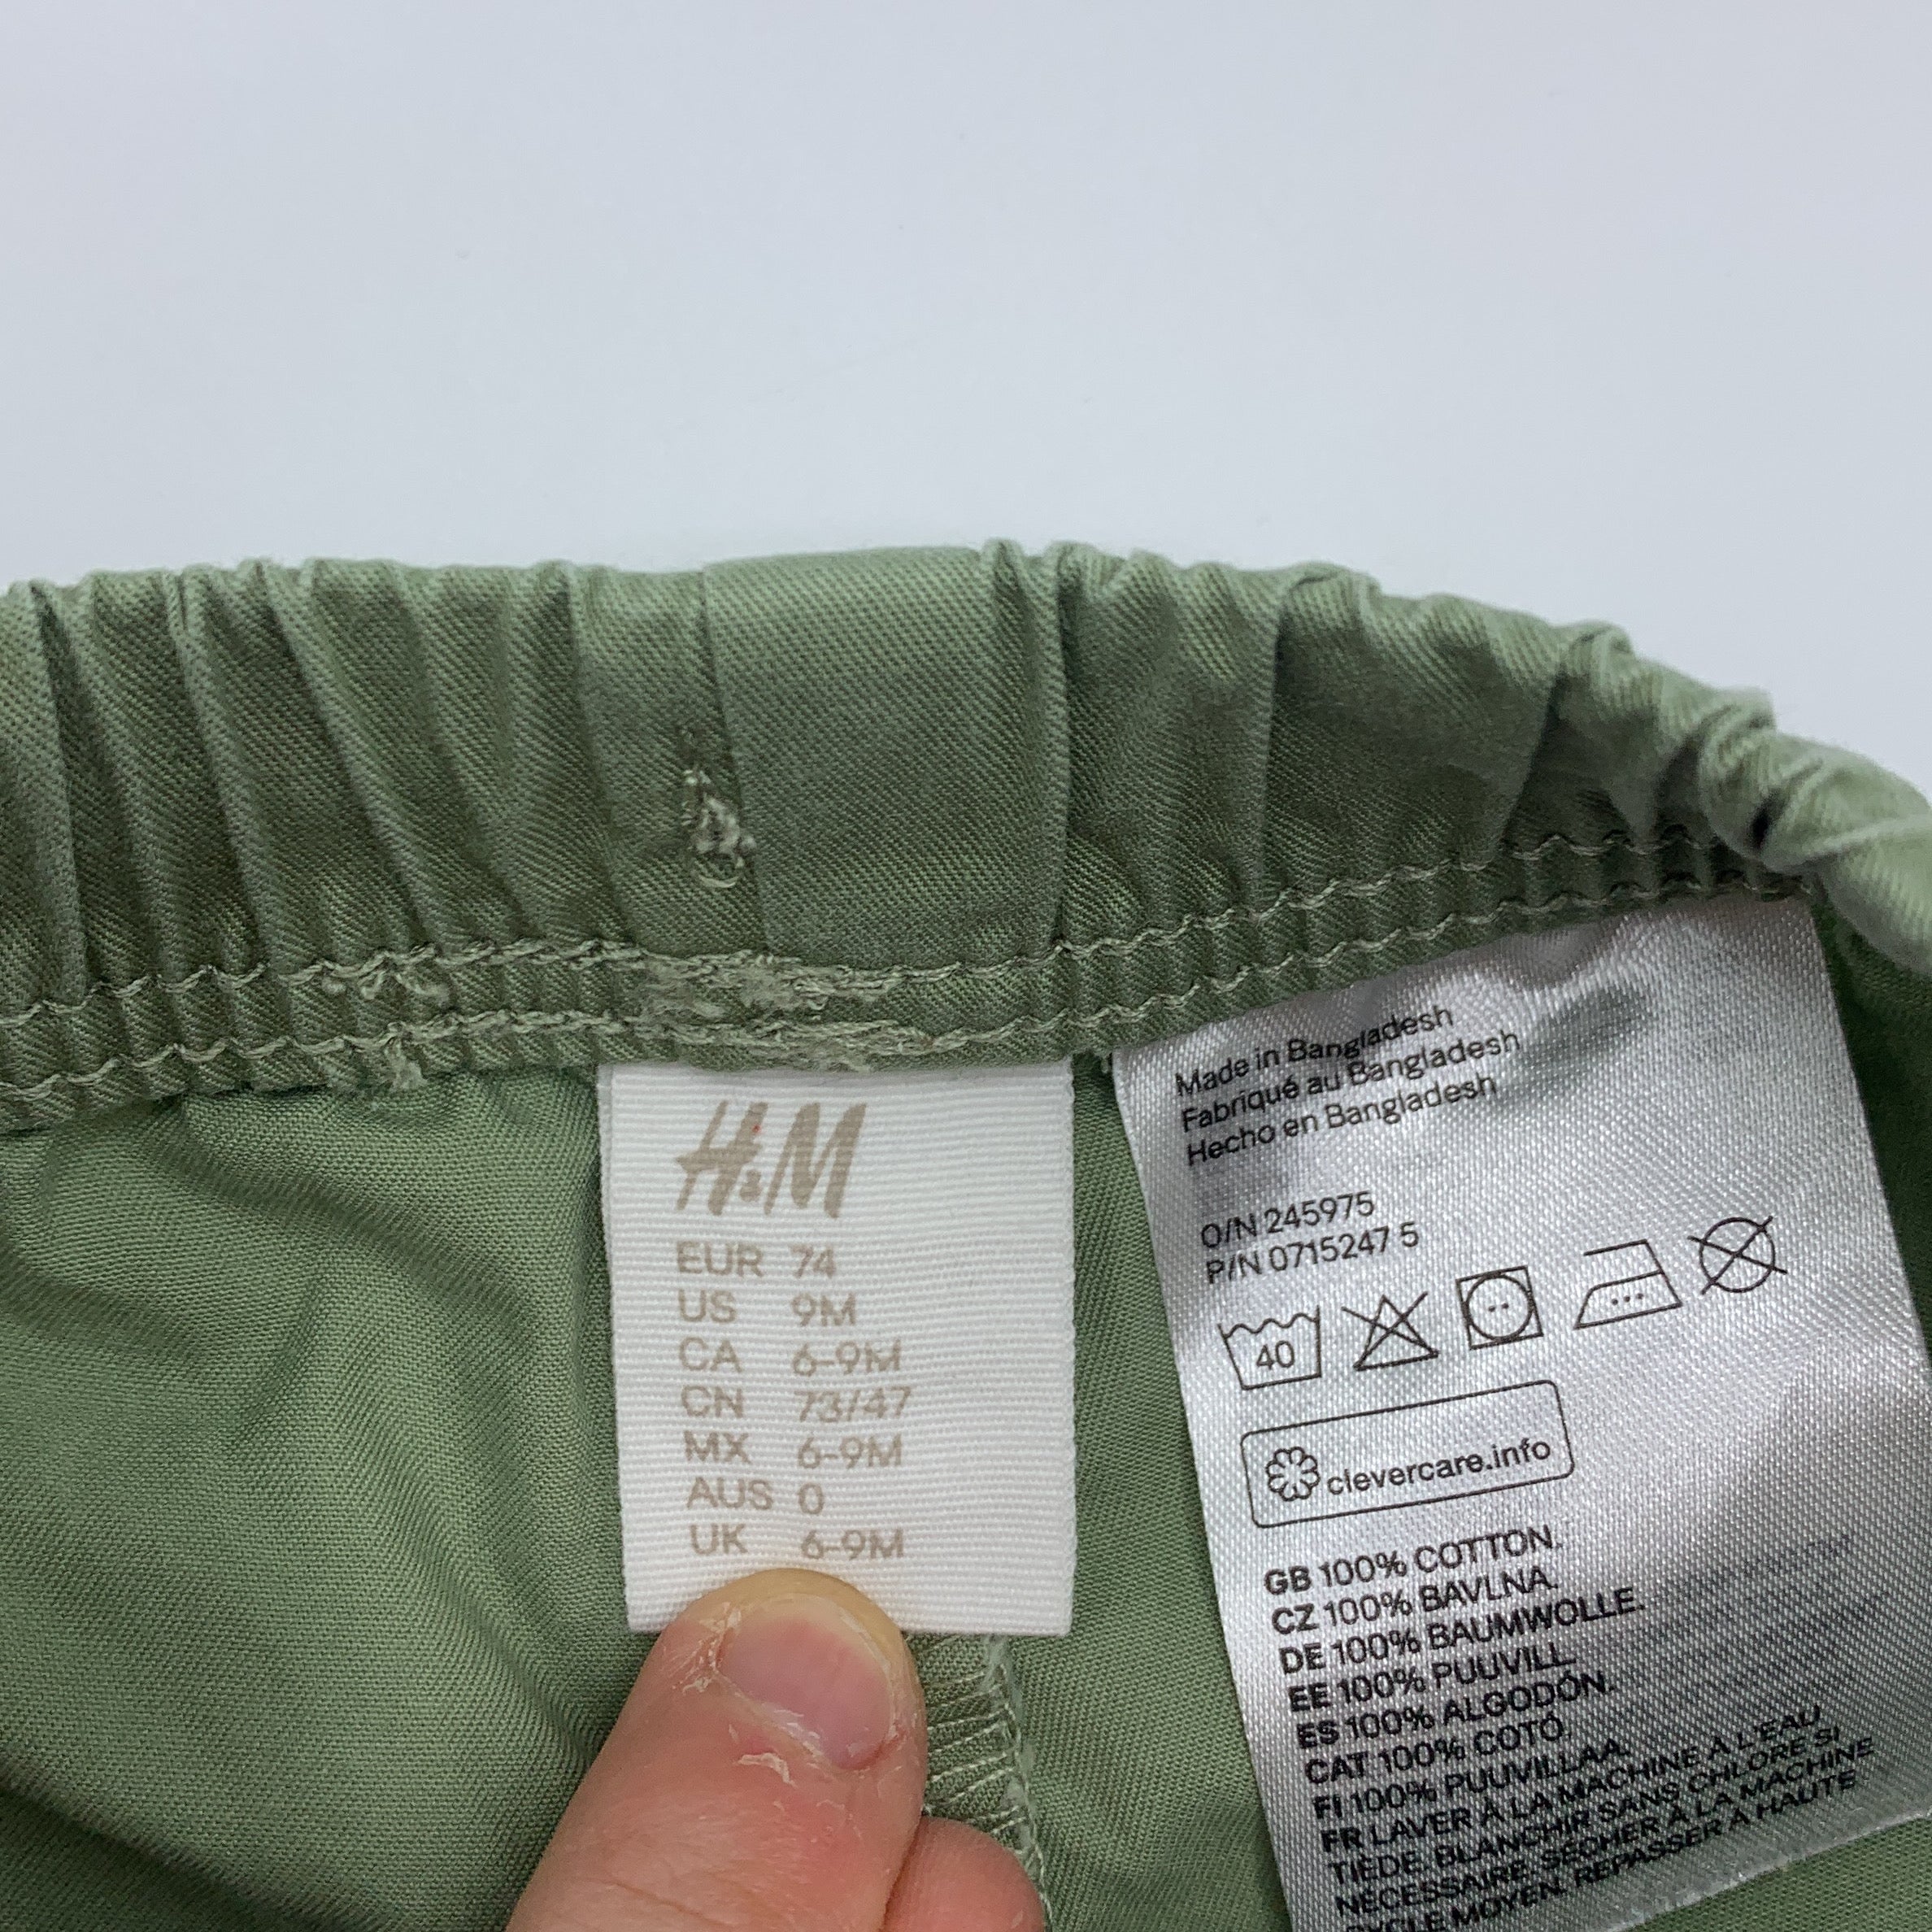 H&M
EUR 74
US 9M
CA 6-9M
CN 73/47
MX 6-9M
AUS 0
UK 6-9M
Made in Bangladesh
Fabriqué au Bangladesh
Hecho en Bangladesh
O/N 245975
P/N 0715247 5
40
clevercare.info
GB 100% COTTON.
CZ 100% BAVLNA.
DE 100% BAUMWOLLE.
EE 100% PUUVILL.
ES 100% ALGODÓN.
CAT 100% COTÓ.
FI 100% PUUVILLAA.
FR LAVER À LA MACHINE À L'EAU
TIÈDE. BLANCHIR SANS CHLORE SI
NÉCESSAIRE. SÉCHER À LA MACHINE
CYCLE MOYEN. REPASSER À HAUTE